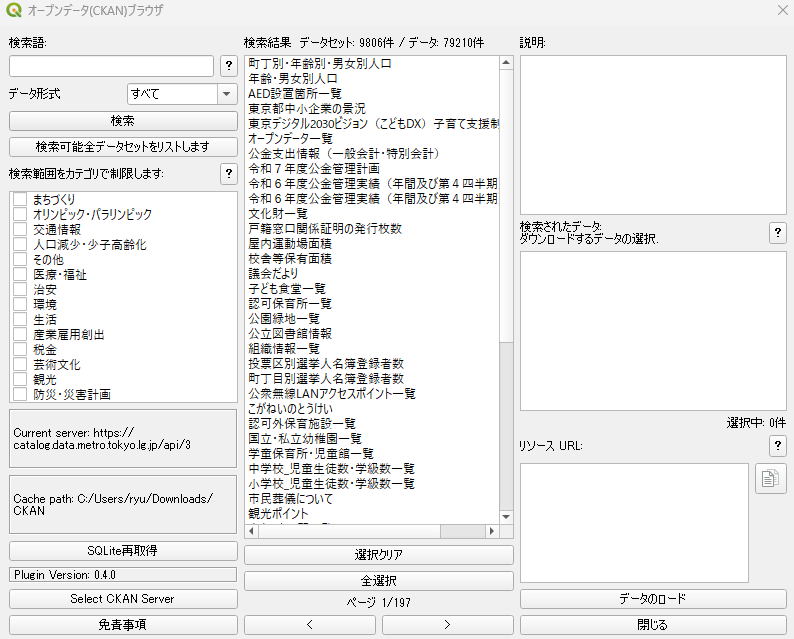 オープンデータ(CKAN)ブラウザ
検索語:
?
データ形式
すべて
検索
検索可能全データセットをリストします
検索範囲をカテゴリで制限します:
?
まちづくり
オリンピック・パラリンピック
交通情報
人口減少・少子高齢化
その他
医療・福祉
治安
環境
生活
産業雇用創出
税金
芸術文化
観光
防災・災害計画
Current server: https://
catalog.data.metro.tokyo.lg.jp/api/3
Cache path: C:/Users/ryu/Downloads/
CKAN
SQLite再取得
Plugin Version: 0.4.0
Select CKAN Server
免責事項
検索結果 データセット: 9806件 / データ: 79210件
町丁別・年齢別・男女別人口
年齢・男女別人口
AED設置箇所一覧
東京都中小企業の景況
東京デジタル2030ビジョン（こどもDX）子育て支援制
オープンデータ一覧
公金支出情報（一般会計・特別会計）
令和７年度公金管理計画
令和６年度公金管理実績（年間及び第４四半期
令和６年度公金管理実績（年間及び第４四半期
文化財一覧
戸籍窓口関係証明の発行枚数
屋内運動場面積
校舎等保有面積
議会だより
子ども食堂一覧
認可保育所一覧
公園緑地一覧
公立図書館情報
組織情報一覧
投票区別選挙人名簿登録者数
町丁目別選挙人名簿登録者数
公衆無線LANアクセスポイント一覧
こがねいのとうけい
認可外保育施設一覧
国立・私立幼稚園一覧
学童保育所・児童館一覧
中学校_児童生徒数・学級数一覧
小学校_児童生徒数・学級数一覧
市民葬儀について
観光ポイント
選択クリア
全選択
ページ 1/197
<
>
説明:
検索されたデータ:
ダウンロードするデータの選択.
?
選択中: 0件
リソース URL:
?
データのロード
閉じる